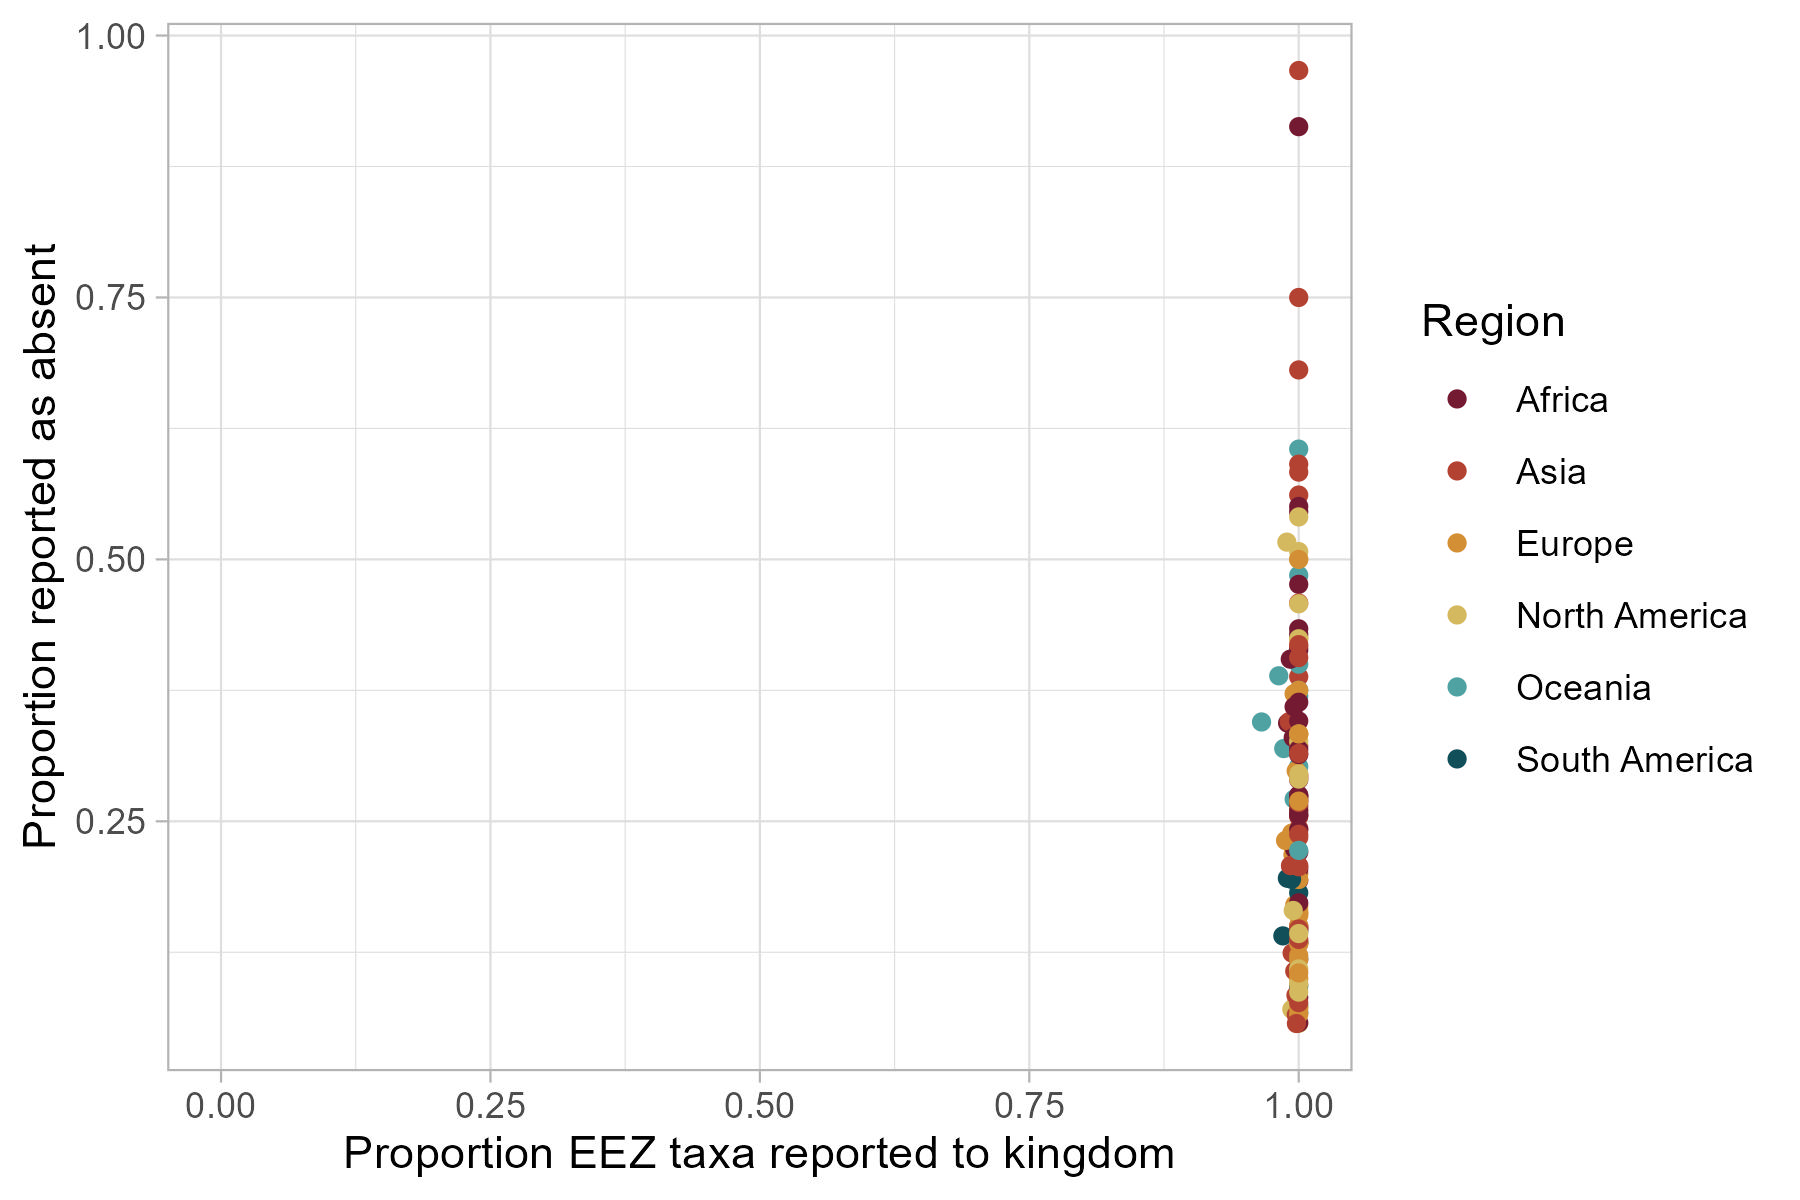 Proportion reported as absent
1.00
0.75
0.50
0.25
0.00 0.25 0.50 0.75 1.00
Proportion EEZ taxa reported to kingdom
Region
Africa
Asia
Europe
North America
Oceania
South America